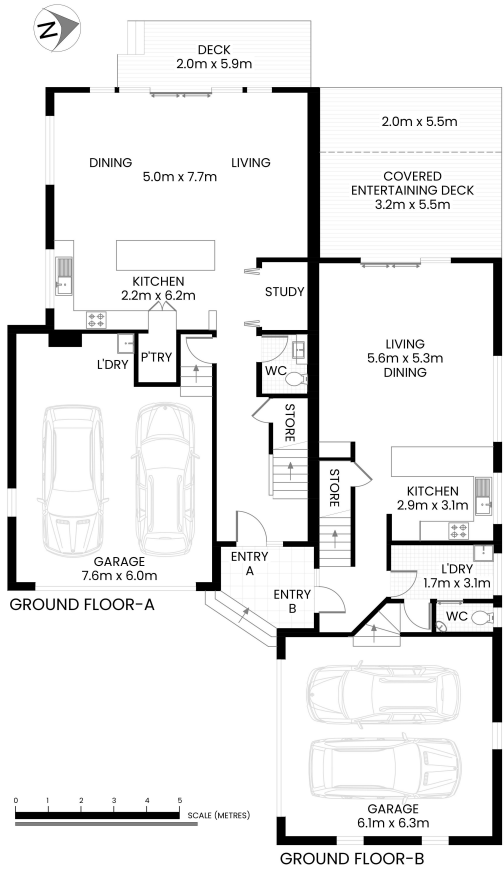 N
DECK
2.0m x 5.9m
2.0m x 5.5m
DINING
LIVING
5.0m x 7.7m
COVERED
ENTERTAINING DECK
3.2m x 5.5m
KITCHEN
2.2m x 6.2m
STUDY
L'DRY
P'TRY
WC
LIVING
5.6m x 5.3m
DINING
STORE
STORE
KITCHEN
2.9m x 3.1m
GARAGE
7.6m x 6.0m
ENTRY
A
ENTRY
B
L'DRY
1.7m x 3.1m
WC
GROUND FLOOR-A
GARAGE
6.1m x 6.3m
0 1 2 3 4 5
SCALE (METRES)
GROUND FLOOR-B